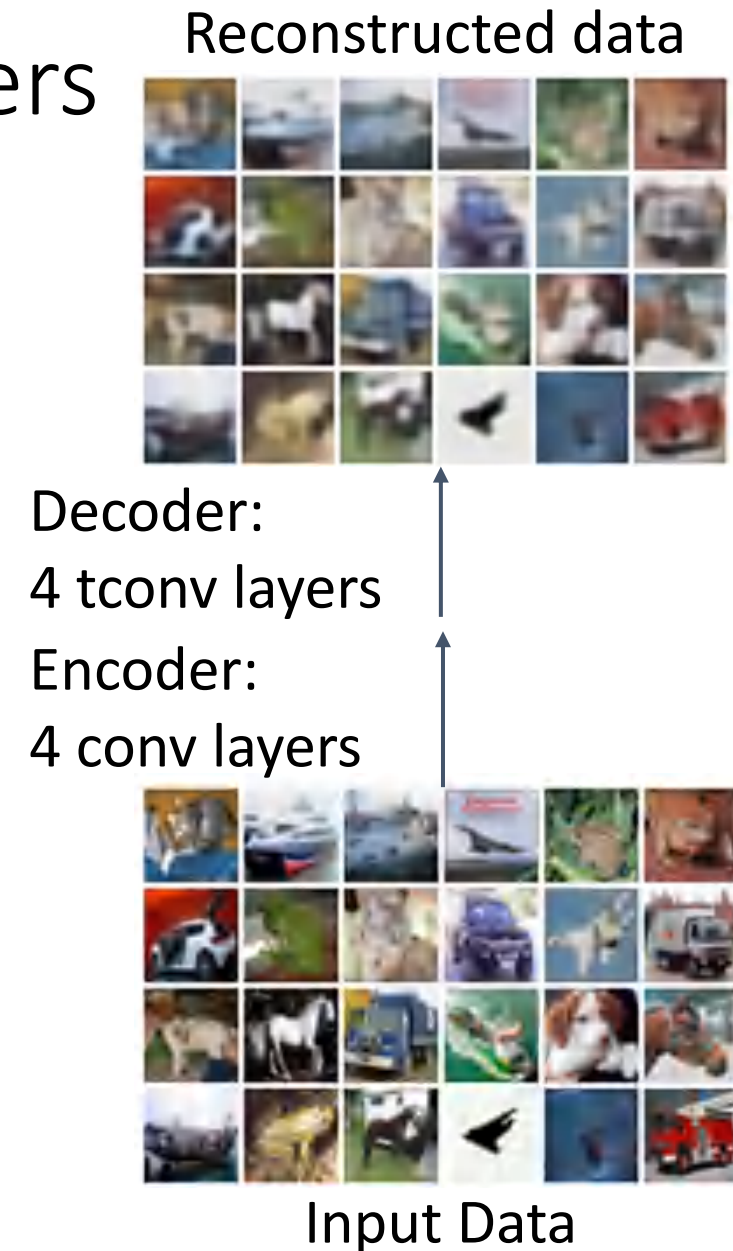 Reconstructed data
ers
Decoder:
4 tconv layers
Encoder:
4 conv layers
Input Data